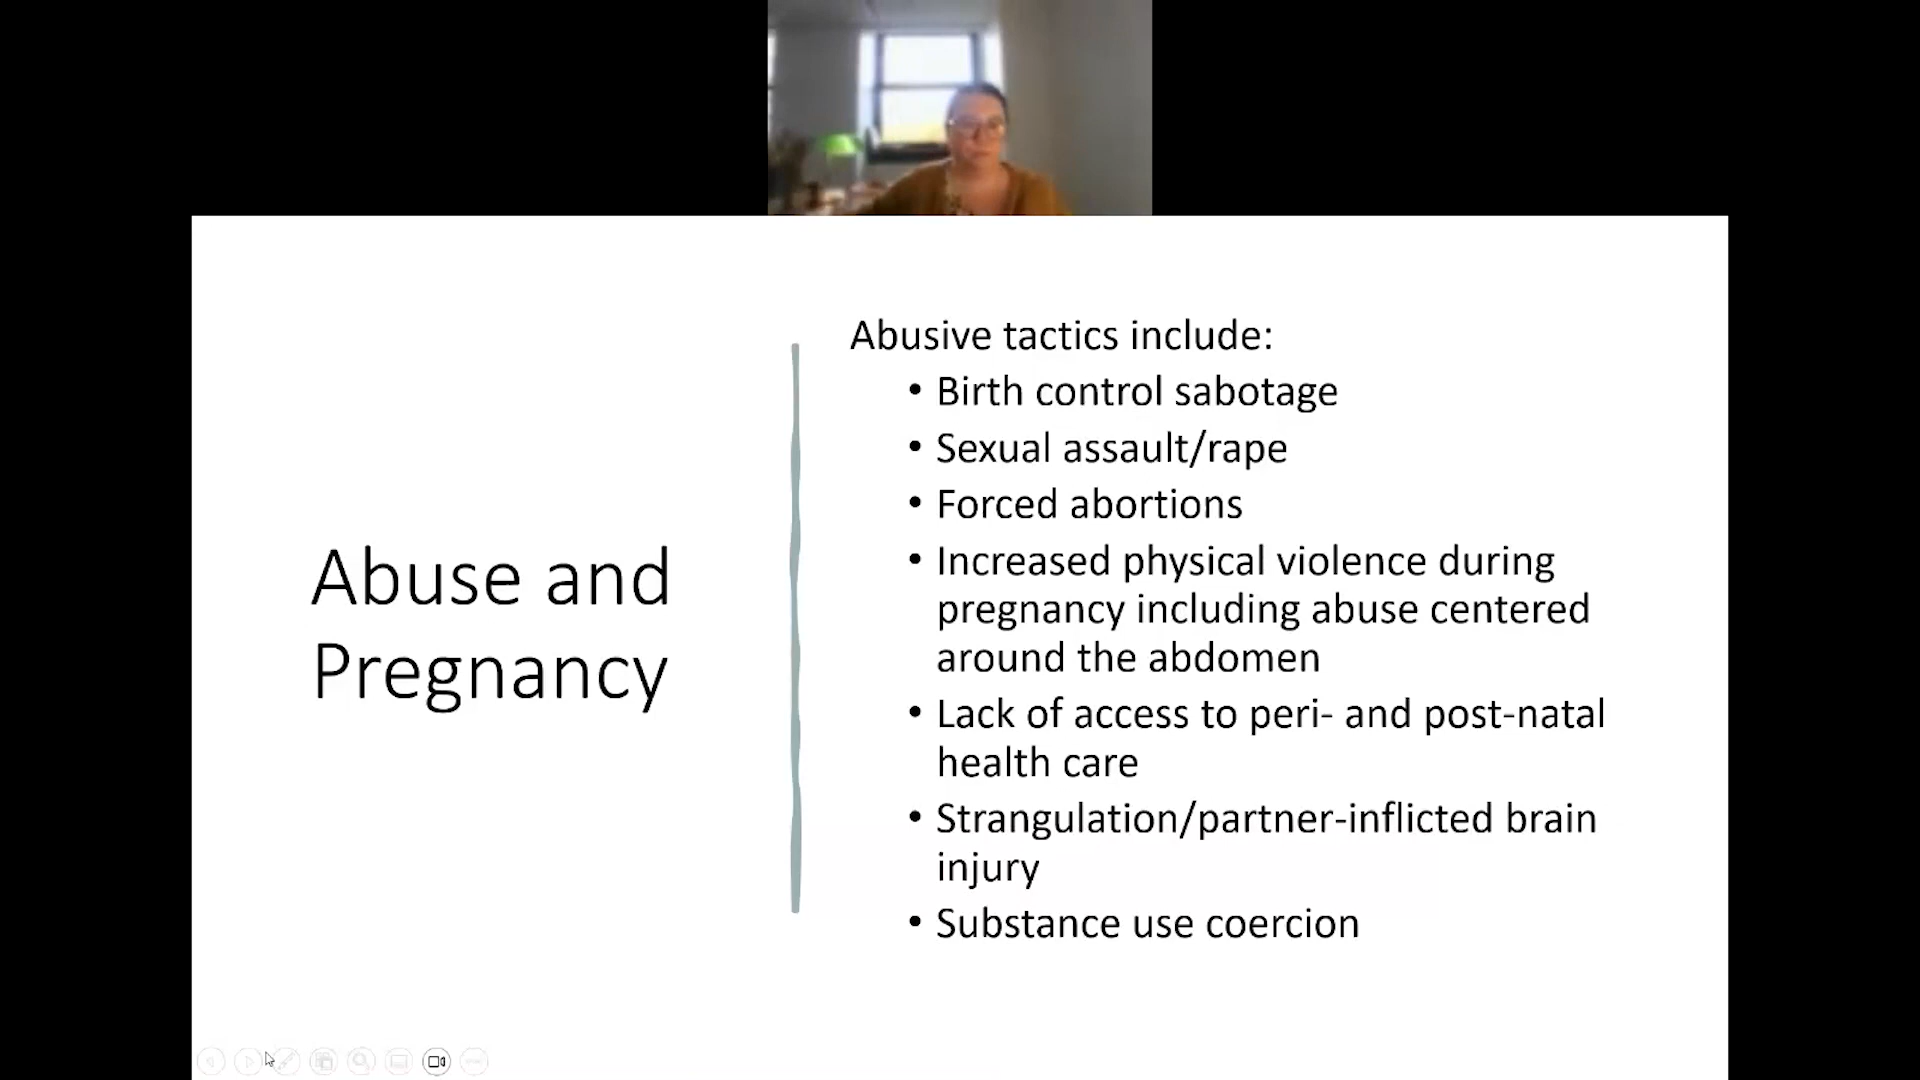 Abuse and
Pregnancy
Abusive tactics include:
• Birth control sabotage
• Sexual assault/rape
• Forced abortions
• Increased physical violence during
pregnancy including abuse centered
around the abdomen
• Lack of access to peri- and post-natal
health care
• Strangulation/partner-inflicted brain
injury
• Substance use coercion